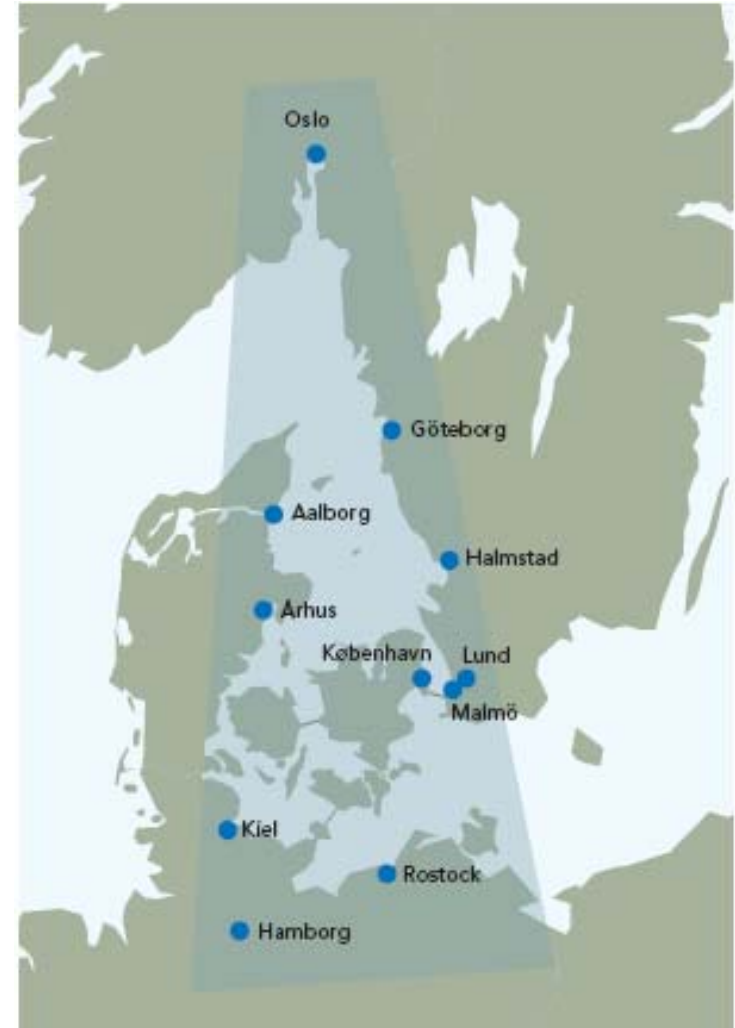 Oslo
Göteborg
Aalborg
Halmstad
Århus
København
Lund
Malmö
Kiel
Rostock
Hamborg